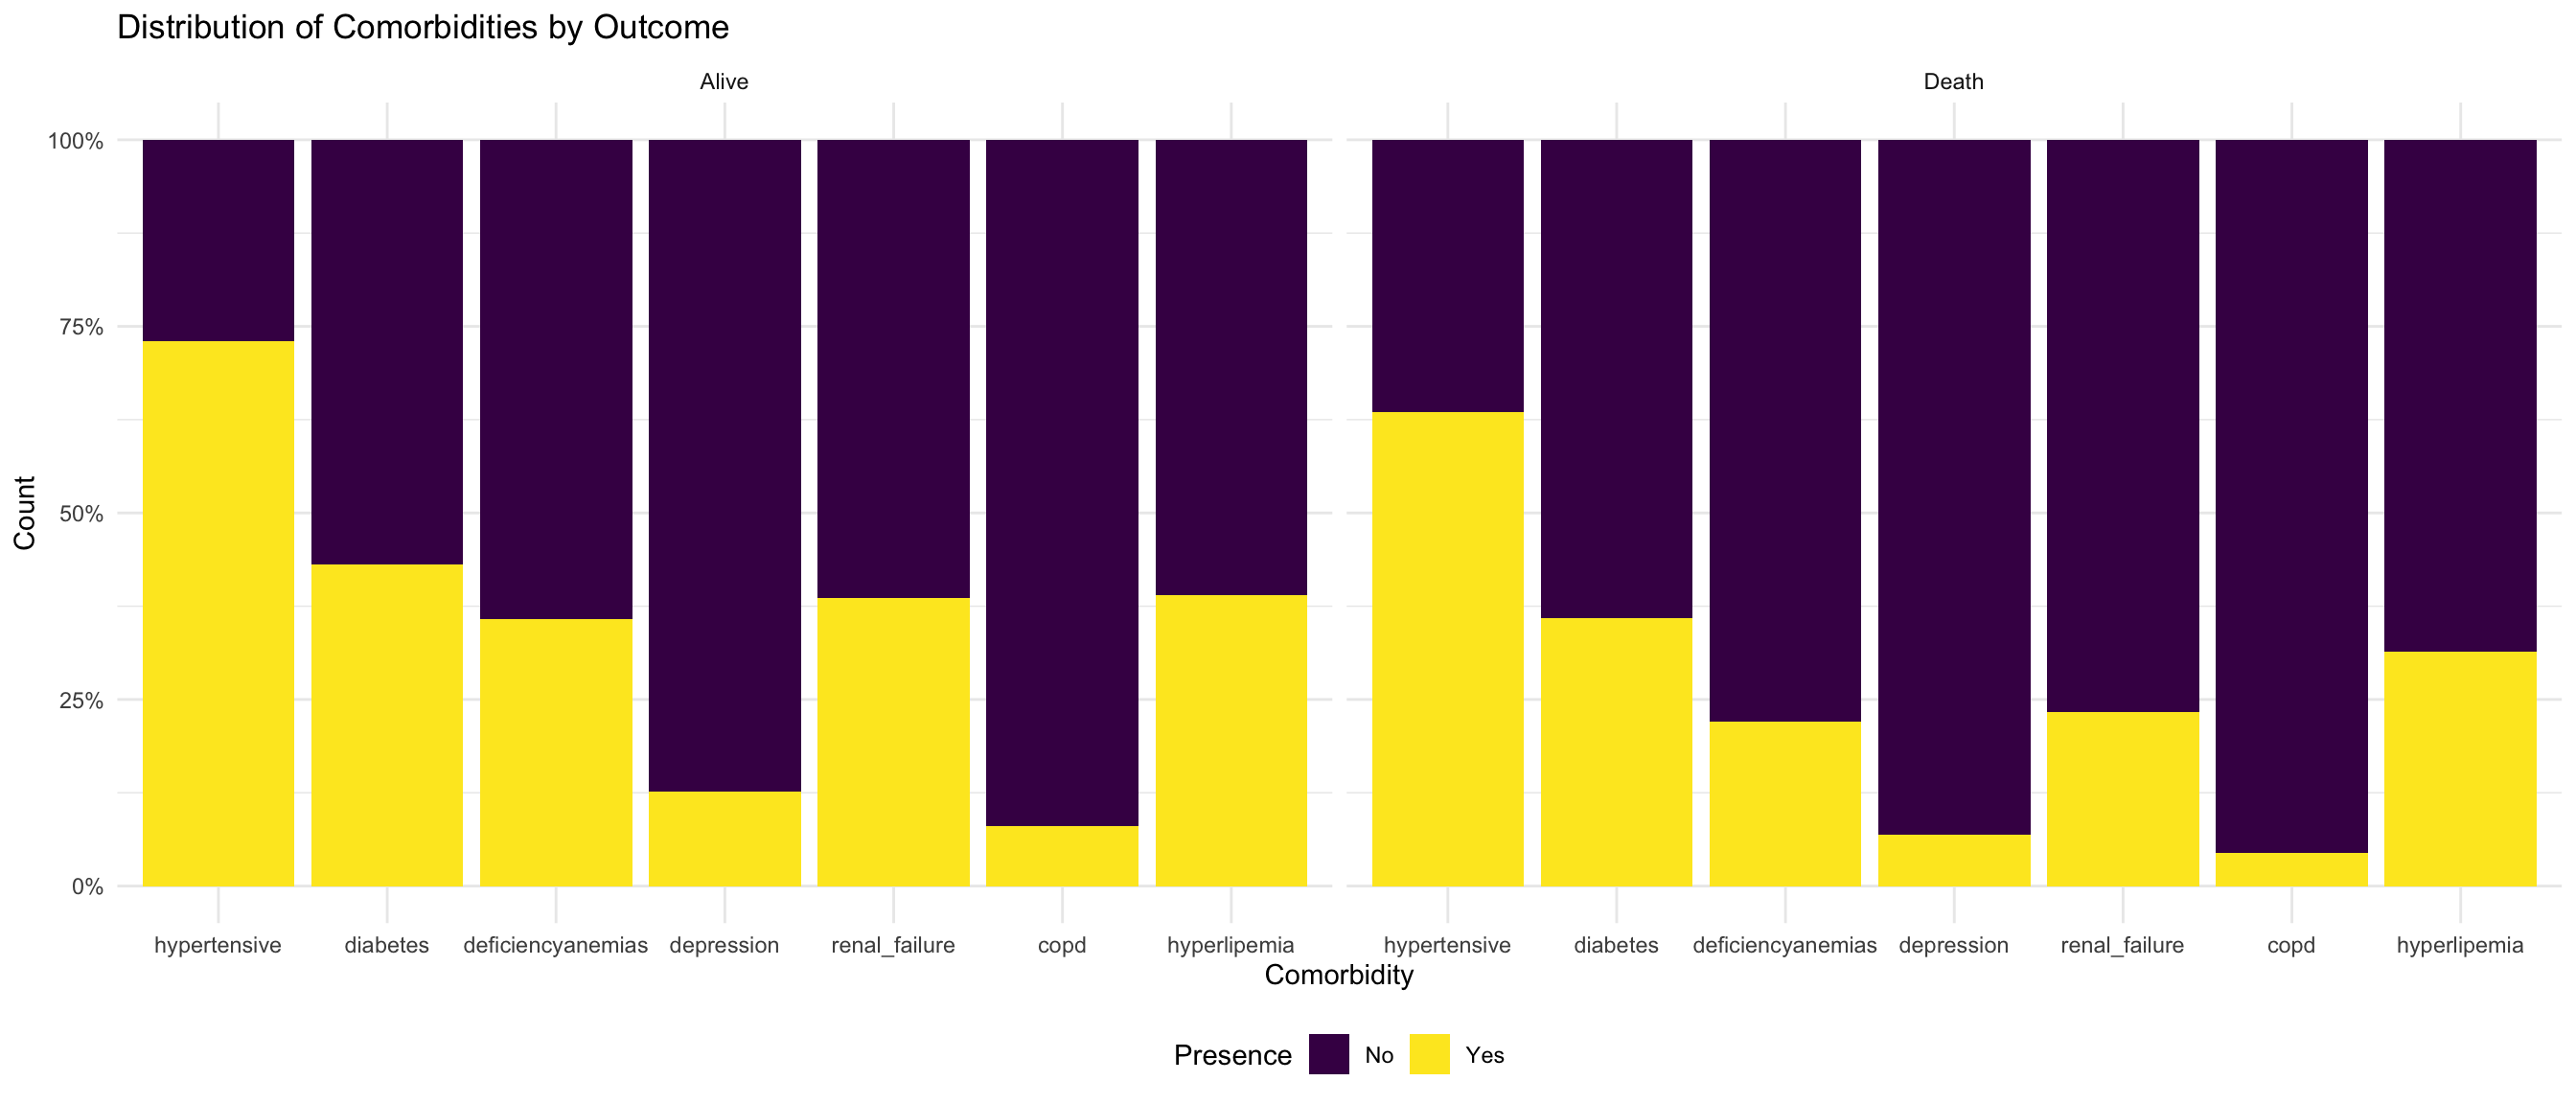 Distribution of Comorbidities by Outcome
Alive
Death
100%
75%
50%
25%
0%
Count
hypertensive diabetes deficiencyanemias depression renal_failure copd hyperlipemia
hypertensive diabetes deficiencyanemias depression renal_failure copd hyperlipemia
Comorbidity
Presence No Yes